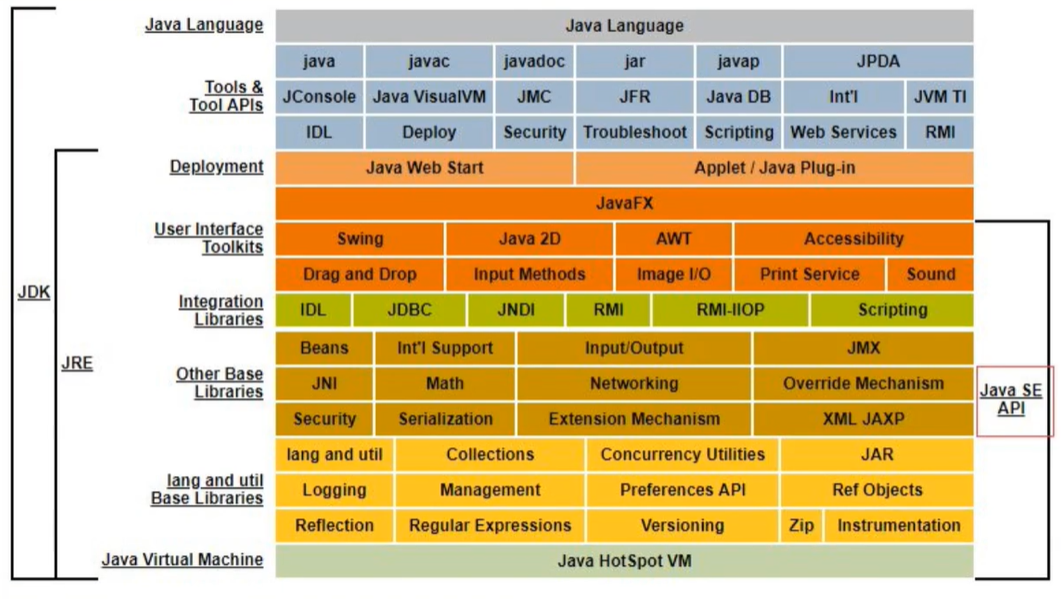 Java Language Java Language
java javac javadoc jar javap JPDA
Tools &
Tool APIs
JConsole Java VisualVM JMC JFR Java DB Int'l JVM TI
IDL Deploy Security Troubleshoot Scripting Web Services RMI
Deployment Java Web Start Applet / Java Plug-in
JavaFX
User Interface
Toolkits
Swing Java 2D AWT Accessibility
Drag and Drop Input Methods Image I/O Print Service Sound
JDK
Integration
Libraries
IDL JDBC JNDI RMI RMI-IIOP Scripting
Beans Int'l Support Input/Output JMX
JRE
Other Base
Libraries
JNI Math Networking Override Mechanism
Java SE
API
Security Serialization Extension Mechanism XML JAXP
lang and util Collections Concurrency Utilities JAR
lang and util
Base Libraries
Logging Management Preferences API Ref Objects
Reflection Regular Expressions Versioning Zip Instrumentation
Java Virtual Machine Java HotSpot VM